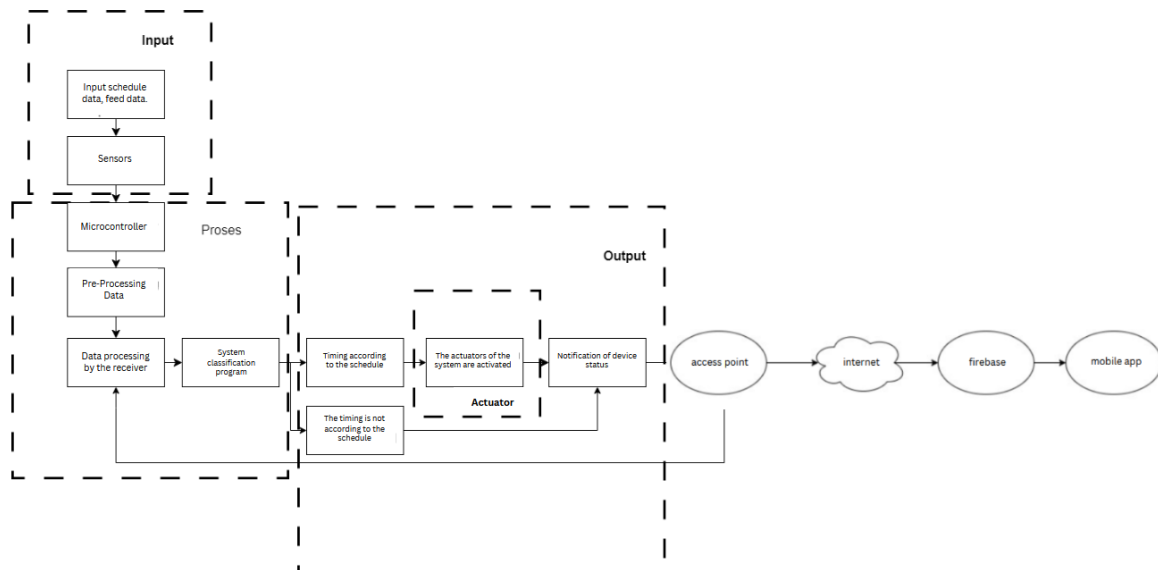 Input
Input schedule
data, feed data.
Sensors
Microcontroller
Proses
Pre-Processing
Data
Data processing
by the receiver
System
classification
program
Output
Timing according
to the schedule
The actuators of the
system are activated
Actuator
Notification of device
status
The timing is not
according to the
schedule
access point
internet
firebase
mobile app